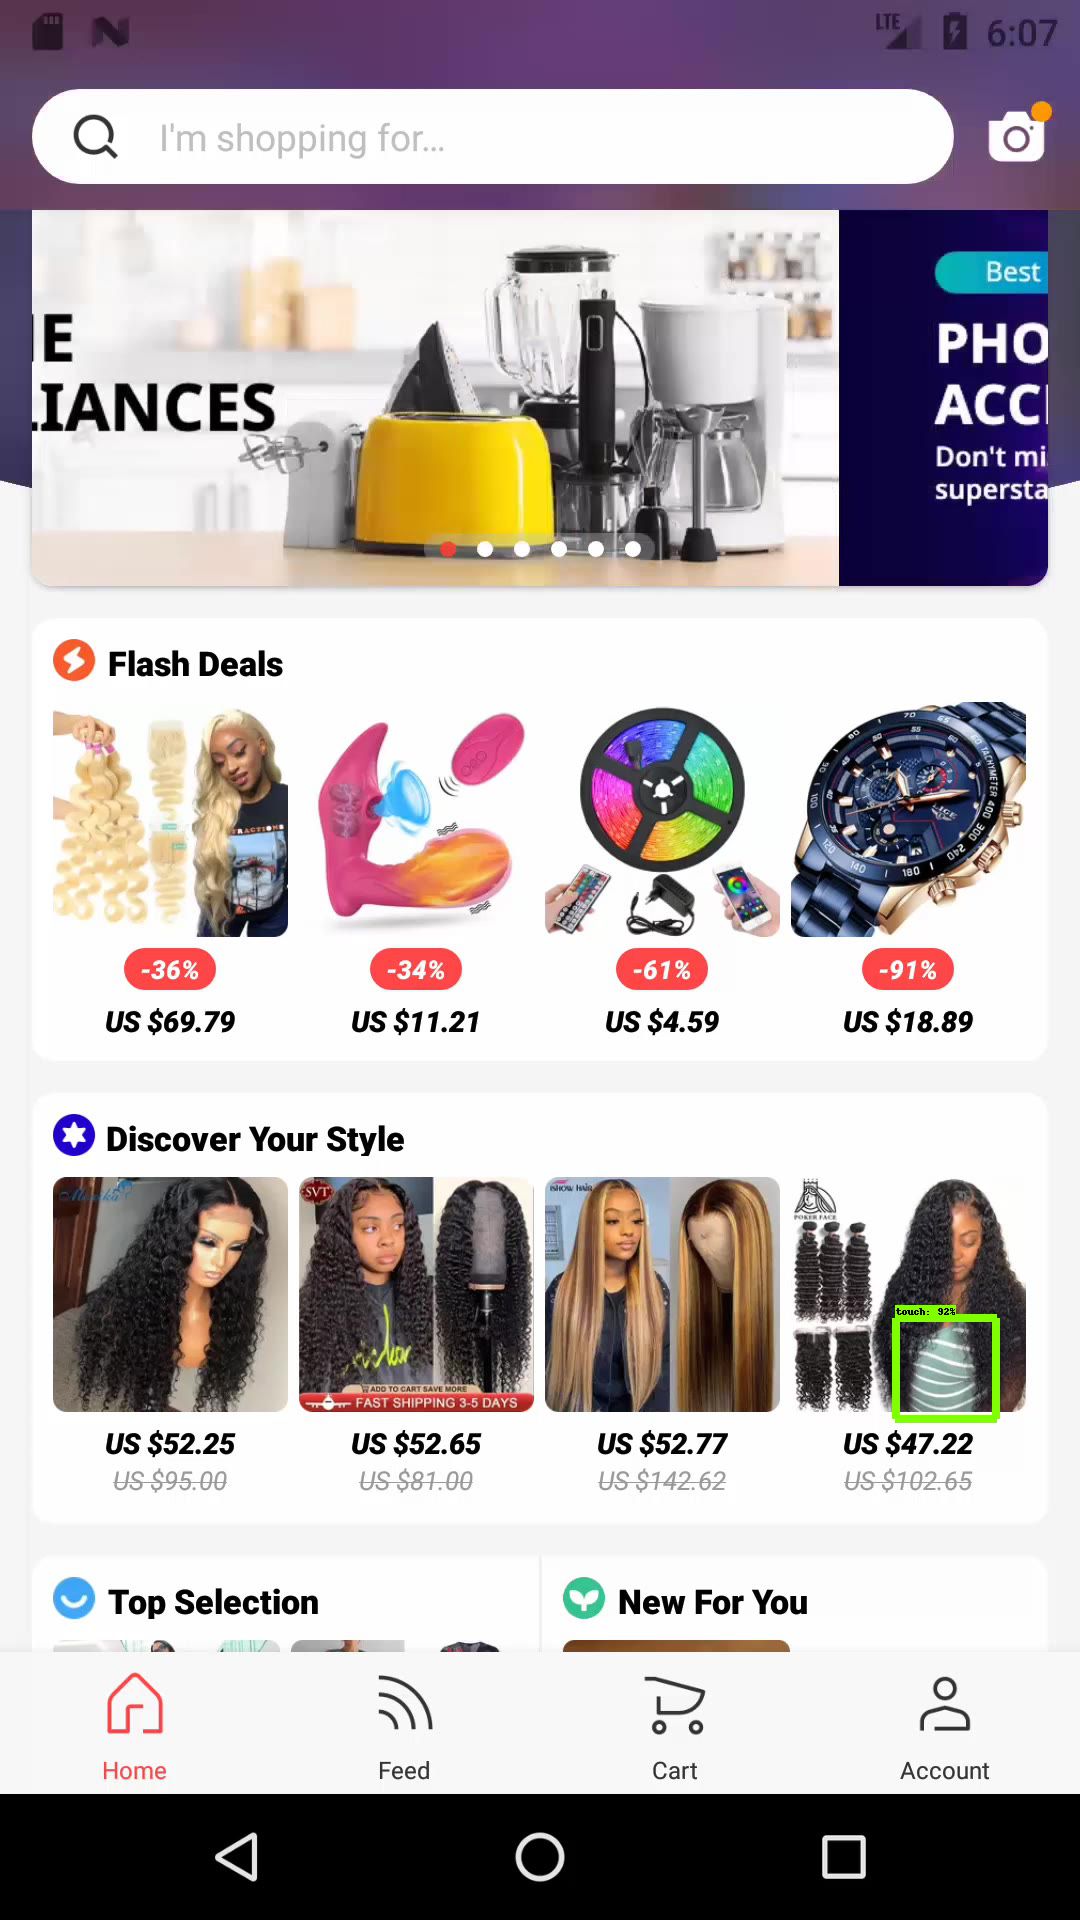 LTE 6:07
I'm shopping for...
IE
LIANCES
Best
PHO
ACC
Don't mi
supersta
Flash Deals
-36%
-34%
-61%
-91%
US $69.79
US $11.21
US $4.59
US $18.89
Discover Your Style
SVT
ISHOW HAIR
POKER FACE
touch: 92%
ADD TO CART SAVE MORE
FAST SHIPPING 3-5 DAYS
US $52.25
US $52.65
US $52.77
US $47.22
US $95.00
US $81.00
US $142.62
US $102.65
Top Selection
New For You
Home
Feed
Cart
Account